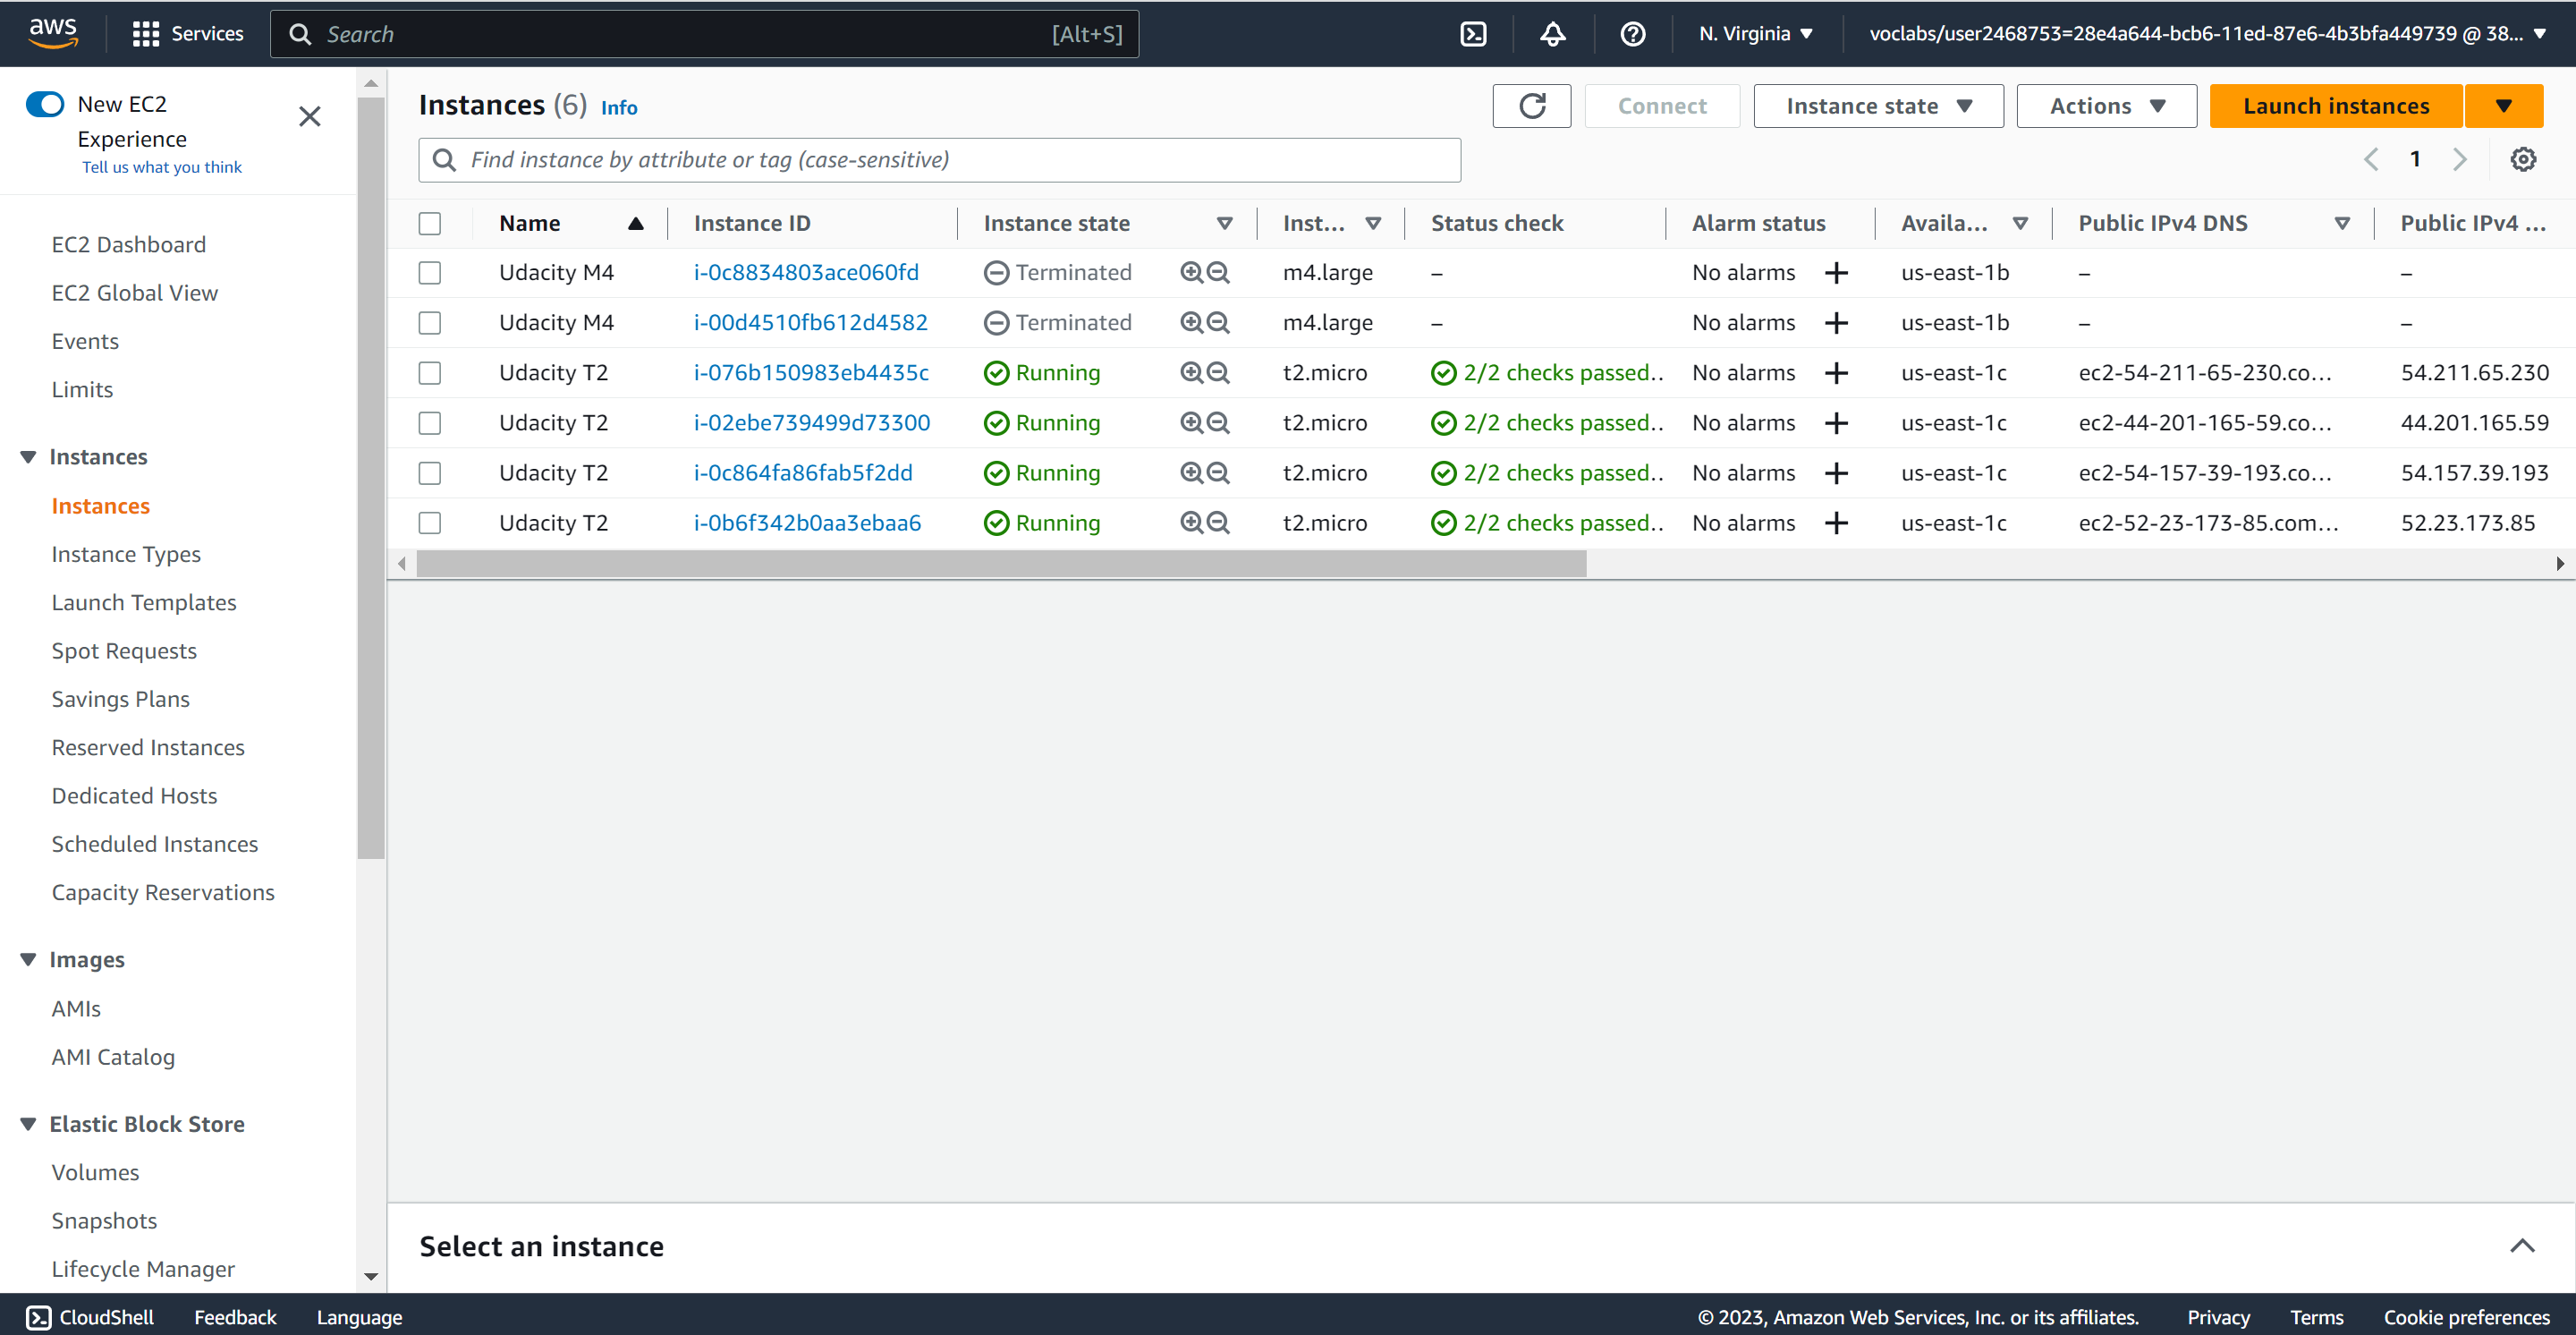 aws Services Search [Alt+S] N. Virginia voclabs/user2468753=28e4a644-bcb6-11ed-87e6-4b3bfa449739 @ 38...
New EC2
Experience
Tell us what you think
EC2 Dashboard
EC2 Global View
Events
Limits
Instances
Instances
Instance Types
Launch Templates
Spot Requests
Savings Plans
Reserved Instances
Dedicated Hosts
Scheduled Instances
Capacity Reservations
Images
AMIs
AMI Catalog
Elastic Block Store
Volumes
Snapshots
Lifecycle Manager
Instances (6) Info Connect Instance state Actions Launch instances
Find instance by attribute or tag (case-sensitive) 1
Name Instance ID Instance state Inst... Status check Alarm status Availa... Public IPv4 DNS Public IPv4 ...
Udacity M4 i-0c8834803ace060fd Terminated m4.large – No alarms + us-east-1b – –
Udacity M4 i-00d4510fb612d4582 Terminated m4.large – No alarms + us-east-1b – –
Udacity T2 i-076b150983eb4435c Running t2.micro 2/2 checks passed.. No alarms + us-east-1c ec2-54-211-65-230.co... 54.211.65.230
Udacity T2 i-02ebe739499d73300 Running t2.micro 2/2 checks passed.. No alarms + us-east-1c ec2-44-201-165-59.co... 44.201.165.59
Udacity T2 i-0c864fa86fab5f2dd Running t2.micro 2/2 checks passed.. No alarms + us-east-1c ec2-54-157-39-193.co... 54.157.39.193
Udacity T2 i-0b6f342b0aa3ebaa6 Running t2.micro 2/2 checks passed.. No alarms + us-east-1c ec2-52-23-173-85.com... 52.23.173.85
Select an instance
CloudShell Feedback Language © 2023, Amazon Web Services, Inc. or its affiliates. Privacy Terms Cookie preferences